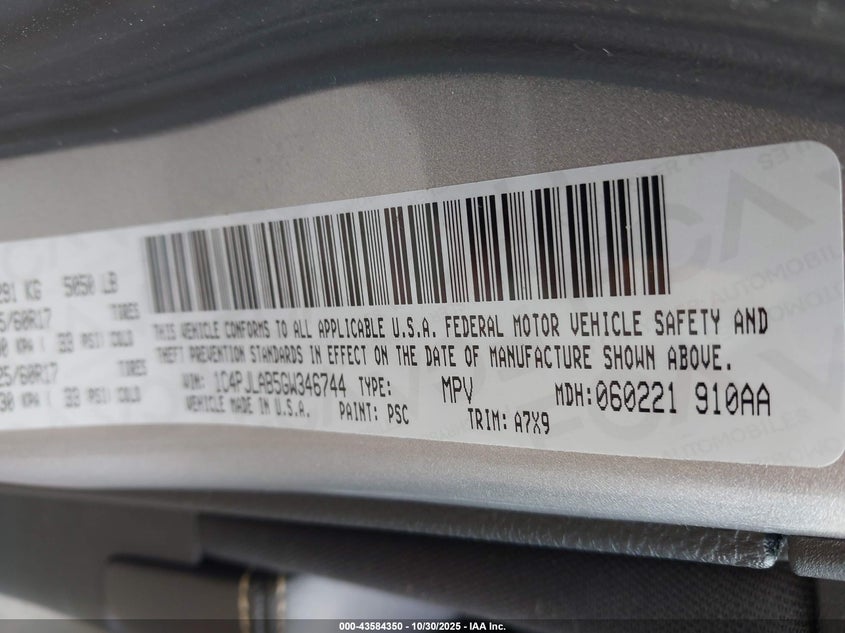 291 KG 5050 LB
5/60R17 TIRES
0 KPA ( 33 PSI) COLD
25/60R17 TIRES
30 KPA ( 33 PSI) COLD
THIS VEHICLE CONFORMS TO ALL APPLICABLE U.S.A. FEDERAL MOTOR VEHICLE SAFETY AND
THEFT PREVENTION STANDARDS IN EFFECT ON THE DATE OF MANUFACTURE SHOWN ABOVE.
VIN: 1C4PJLAB5GW346744 TYPE: MPV MDH:060221 910AA
VEHICLE MADE IN U.S.A. PAINT: PSC TRIM: A7X9
000-43584350 - 10/30/2025 - IAA Inc.